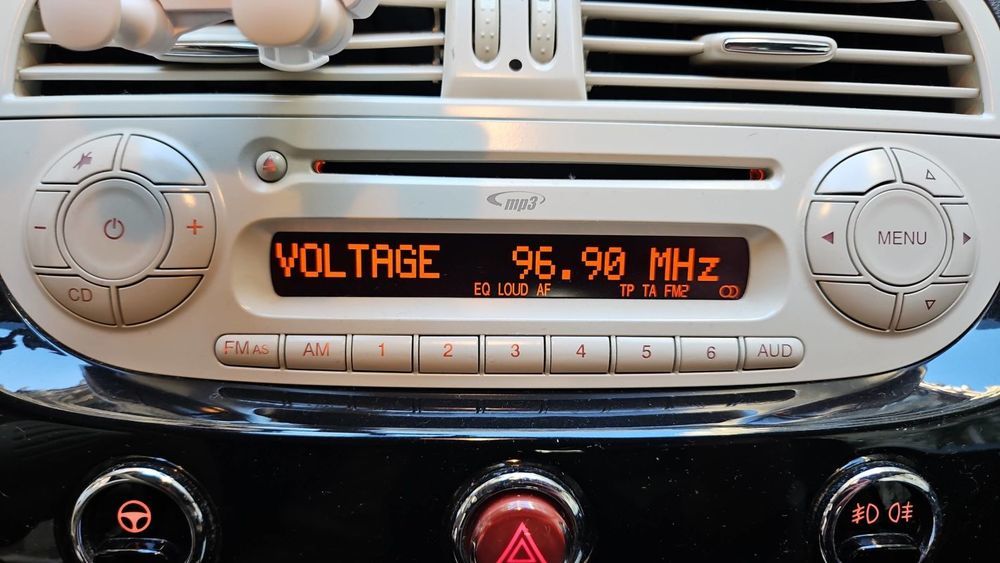 mp3
VOLTAGE 96.90 MHz
EQ LOUD AF TP TA FM2
CD
MENU
FM AS AM 1 2 3 4 5 6 AUD